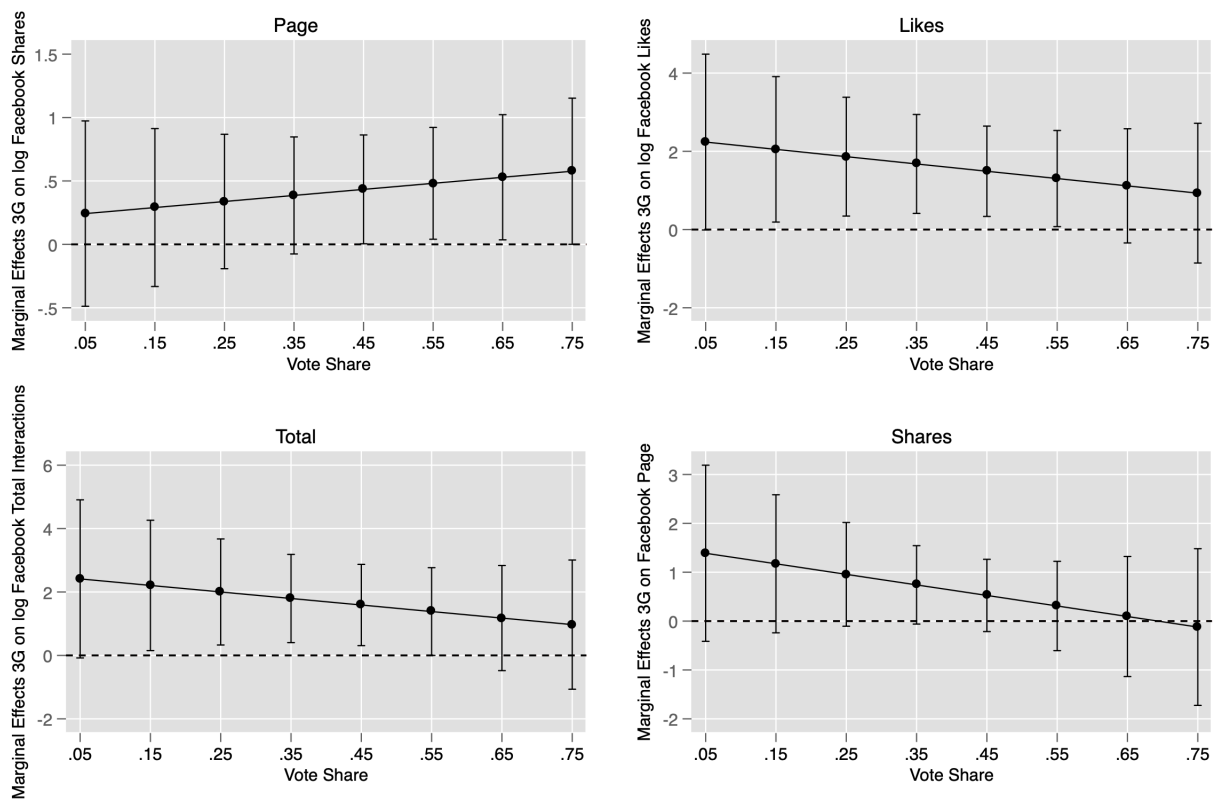 Page
Marginal Effects 3G on log Facebook Shares
1.5
1
.5
0
-.5
.05 .15 .25 .35 .45 .55 .65 .75
Vote Share
Likes
Marginal Effects 3G on log Facebook Likes
4
2
0
-2
.05 .15 .25 .35 .45 .55 .65 .75
Vote Share
Total
Marginal Effects 3G on log Facebook Total Interactions
6
4
2
0
-2
.05 .15 .25 .35 .45 .55 .65 .75
Vote Share
Shares
Marginal Effects 3G on Facebook Page
3
2
1
0
-1
-2
.05 .15 .25 .35 .45 .55 .65 .75
Vote Share